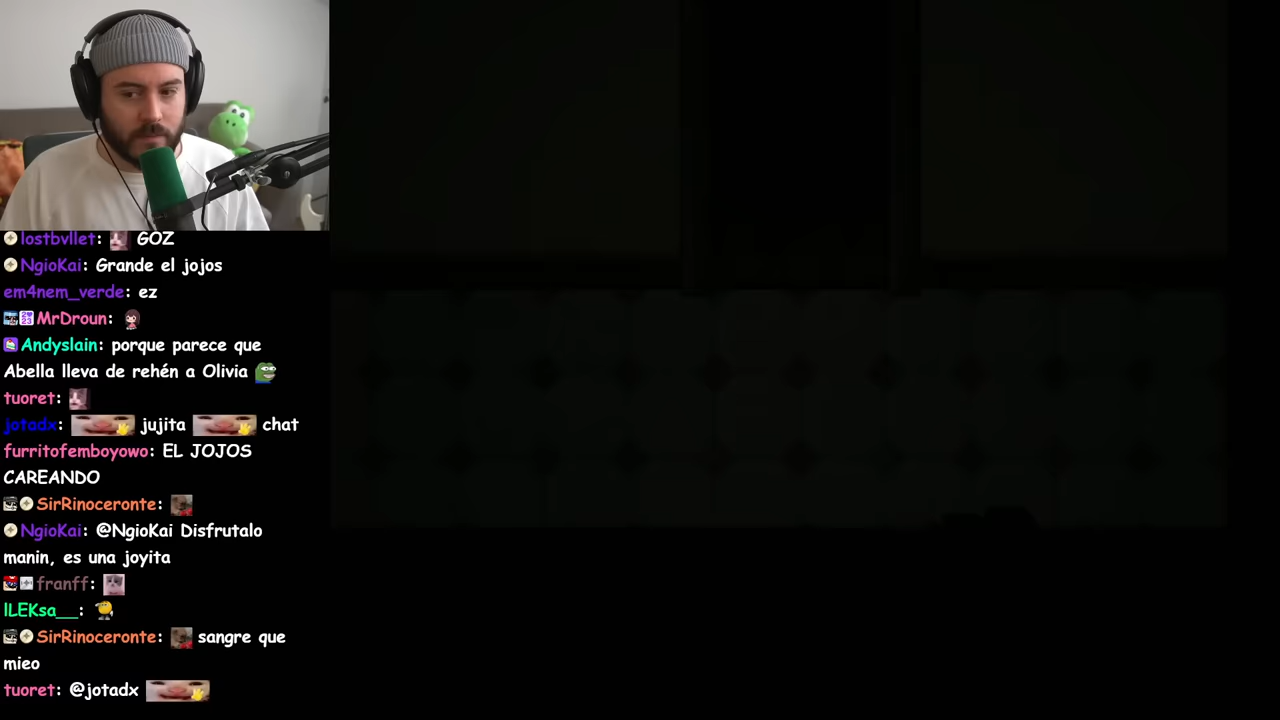 lostbvllet: GOZ
NgioKai: Grande el jojos
em4nem_verde: ez
MrDroun:
Andyslain: porque parece que
Abella lleva de rehén a Olivia
tuoret:
jotadx: jujita chat
furritofemboyowo: EL JOJOS
CAREANDO
SirRinoceronte:
NgioKai: @NgioKai Disfrutalo
manin, es una joyita
franff:
lLEKsa__:
SirRinoceronte: sangre que
mieo
tuoret: @jotadx